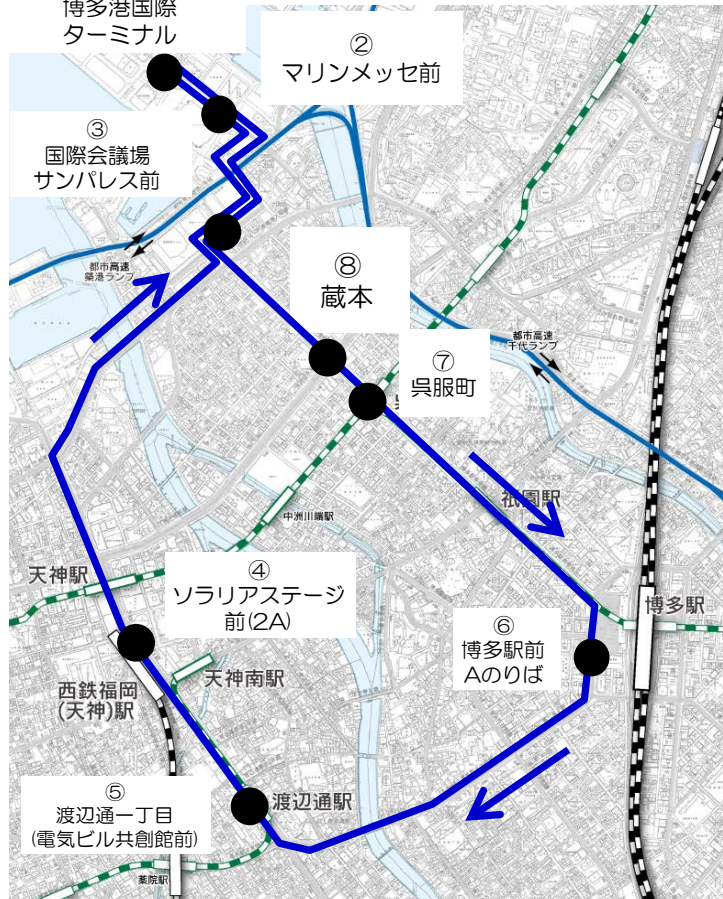 博多港国際
ターミナル
②
マリンメッセ前
③
国際会議場
サンパレス前
都市高速
築港ランプ
⑧
蔵本
都市高速
千代ランプ
⑦
呉服町
祇園駅
中洲川端駅
天神駅
④
ソラリアステージ
前(2A)
博多駅
⑥
博多駅前
Aのりば
天神南駅
西鉄福岡
(天神)駅
⑤
渡辺通一丁目
(電気ビル共創館前)
渡辺通駅
薬院駅